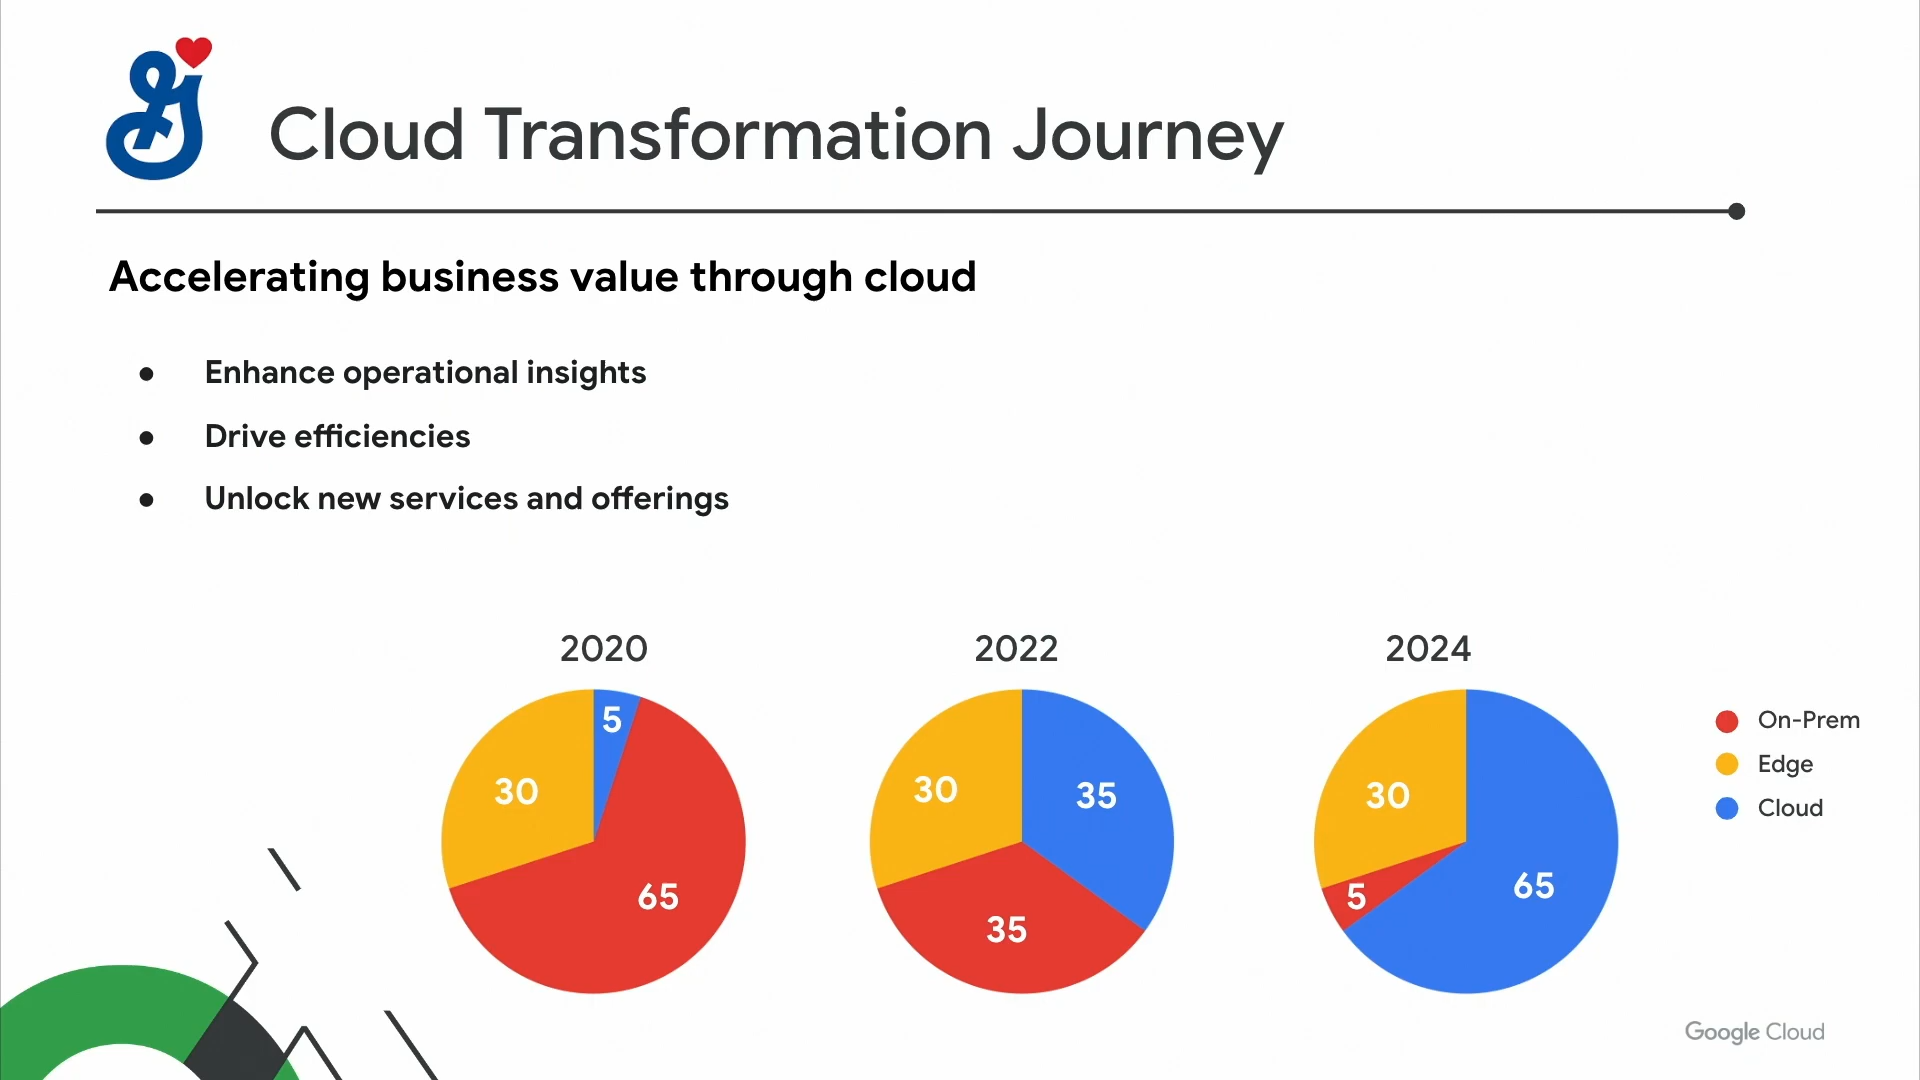 Cloud Transformation Journey
Accelerating business value through cloud
● Enhance operational insights
● Drive efficiencies
● Unlock new services and offerings
2020
2022
2024
5
30
65
30
35
35
30
5
65
On-Prem
Edge
Cloud
Google Cloud